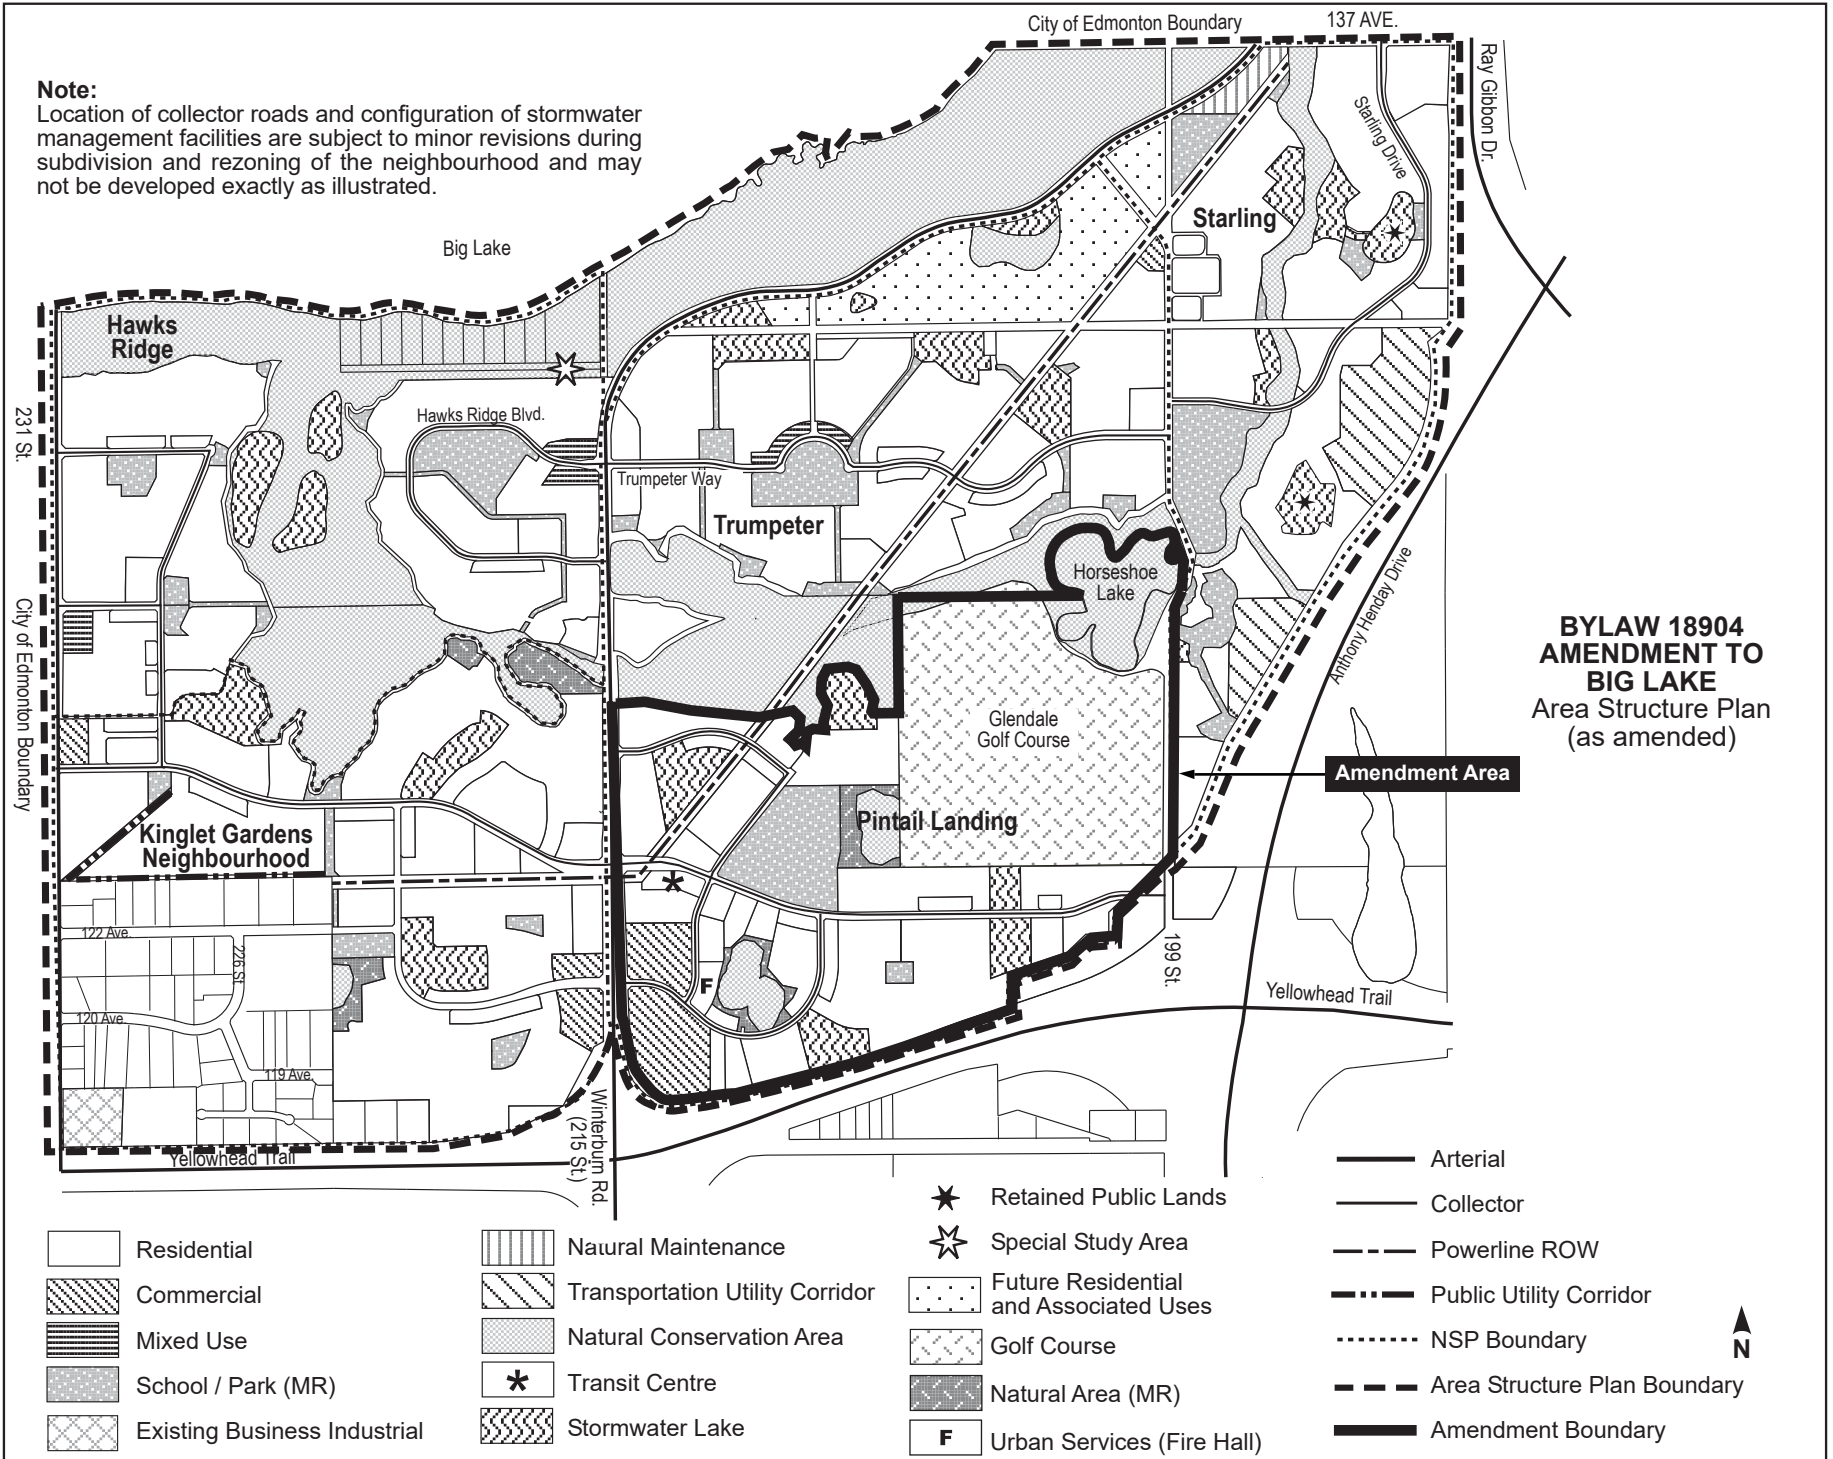 City of Edmonton Boundary
137 AVE.
Ray Gibbon Dr.
Note:
Location of collector roads and configuration of stormwater
management facilities are subject to minor revisions during
subdivision and rezoning of the neighbourhood and may
not be developed exactly as illustrated.
Starling Drive
Starling
Big Lake
Hawks
Ridge
231 St.
Hawks Ridge Blvd.
Trumpeter Way
Trumpeter
Horseshoe
Lake
Anthony Henday Drive
City of Edmonton Boundary
BYLAW 18904
AMENDMENT TO
BIG LAKE
Area Structure Plan
(as amended)
Glendale
Golf Course
Amendment Area
Pintail Landing
Kinglet Gardens
Neighbourhood
122 Ave.
226 St.
199 St.
F
Yellowhead Trail
120 Ave.
119 Ave.
Winterburn Rd.
(215 St.)
Yellowhead Trail
Residential
Commercial
Mixed Use
School / Park (MR)
Existing Business Industrial
Natural Maintenance
Transportation Utility Corridor
Natural Conservation Area
Transit Centre
Stormwater Lake
Retained Public Lands
Special Study Area
Future Residential
and Associated Uses
Golf Course
Natural Area (MR)
F
Urban Services (Fire Hall)
Arterial
Collector
Powerline ROW
Public Utility Corridor
NSP Boundary
Area Structure Plan Boundary
Amendment Boundary
N